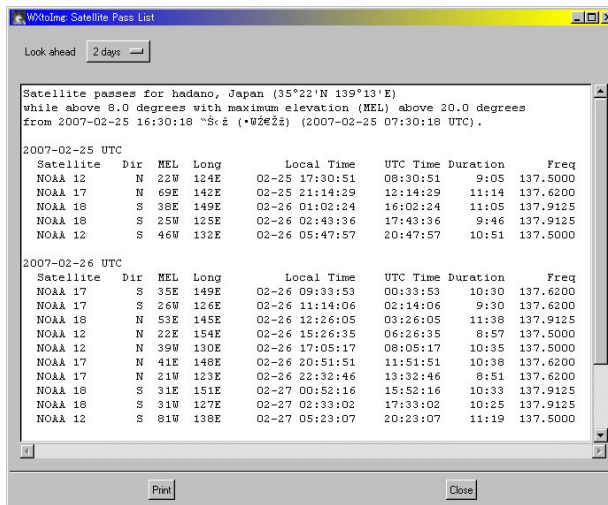 WXtoImg: Satellite Pass List
Look ahead 2 days
Satellite passes for hadano, Japan (35°22'N 139°13'E)
while above 8.0 degrees with maximum elevation (MEL) above 20.0 degrees
from 2007-02-25 16:30:18 (2007-02-25 07:30:18 UTC).
2007-02-25 UTC
Satellite Dir MEL Long Local Time UTC Time Duration Freq
NOAA 12 N 22W 124E 02-25 17:30:51 08:30:51 9:05 137.5000
NOAA 17 N 69E 142E 02-25 21:14:29 12:14:29 11:14 137.6200
NOAA 18 S 38E 149E 02-26 01:02:24 16:02:24 11:05 137.9125
NOAA 18 S 25W 125E 02-26 02:43:36 17:43:36 9:46 137.9125
NOAA 12 S 46W 132E 02-26 05:47:57 20:47:57 10:51 137.5000
2007-02-26 UTC
Satellite Dir MEL Long Local Time UTC Time Duration Freq
NOAA 17 S 35E 149E 02-26 09:33:53 00:33:53 10:30 137.6200
NOAA 17 S 26W 126E 02-26 11:14:06 02:14:06 9:30 137.6200
NOAA 18 N 53E 145E 02-26 12:26:05 03:26:05 11:38 137.9125
NOAA 12 N 22E 154E 02-26 15:26:35 06:26:35 8:57 137.5000
NOAA 12 N 39W 130E 02-26 17:05:17 08:05:17 10:35 137.5000
NOAA 17 N 41E 148E 02-26 20:51:51 11:51:51 10:38 137.6200
NOAA 17 N 21W 123E 02-26 22:32:46 13:32:46 8:51 137.6200
NOAA 18 S 31E 151E 02-27 00:52:16 15:52:16 10:33 137.9125
NOAA 18 S 31W 127E 02-27 02:33:02 17:33:02 10:25 137.9125
NOAA 12 S 81W 138E 02-27 05:23:07 20:23:07 11:19 137.5000
Print Close